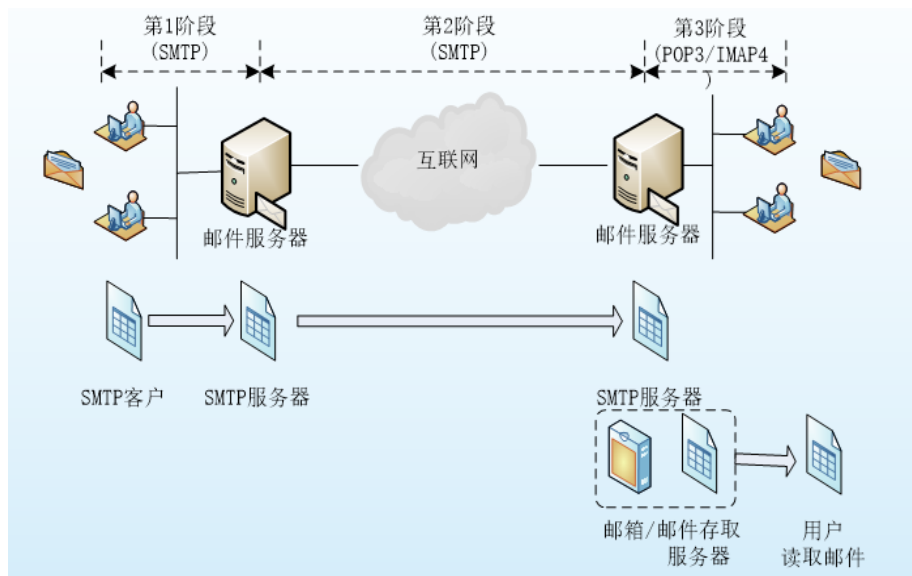 第1阶段
(SMTP)
第2阶段
(SMTP)
第3阶段
(POP3/IMAP4
)
互联网
邮件服务器
邮件服务器
SMTP客户
SMTP服务器
SMTP服务器
邮箱/邮件存取
服务器
用户
读取邮件